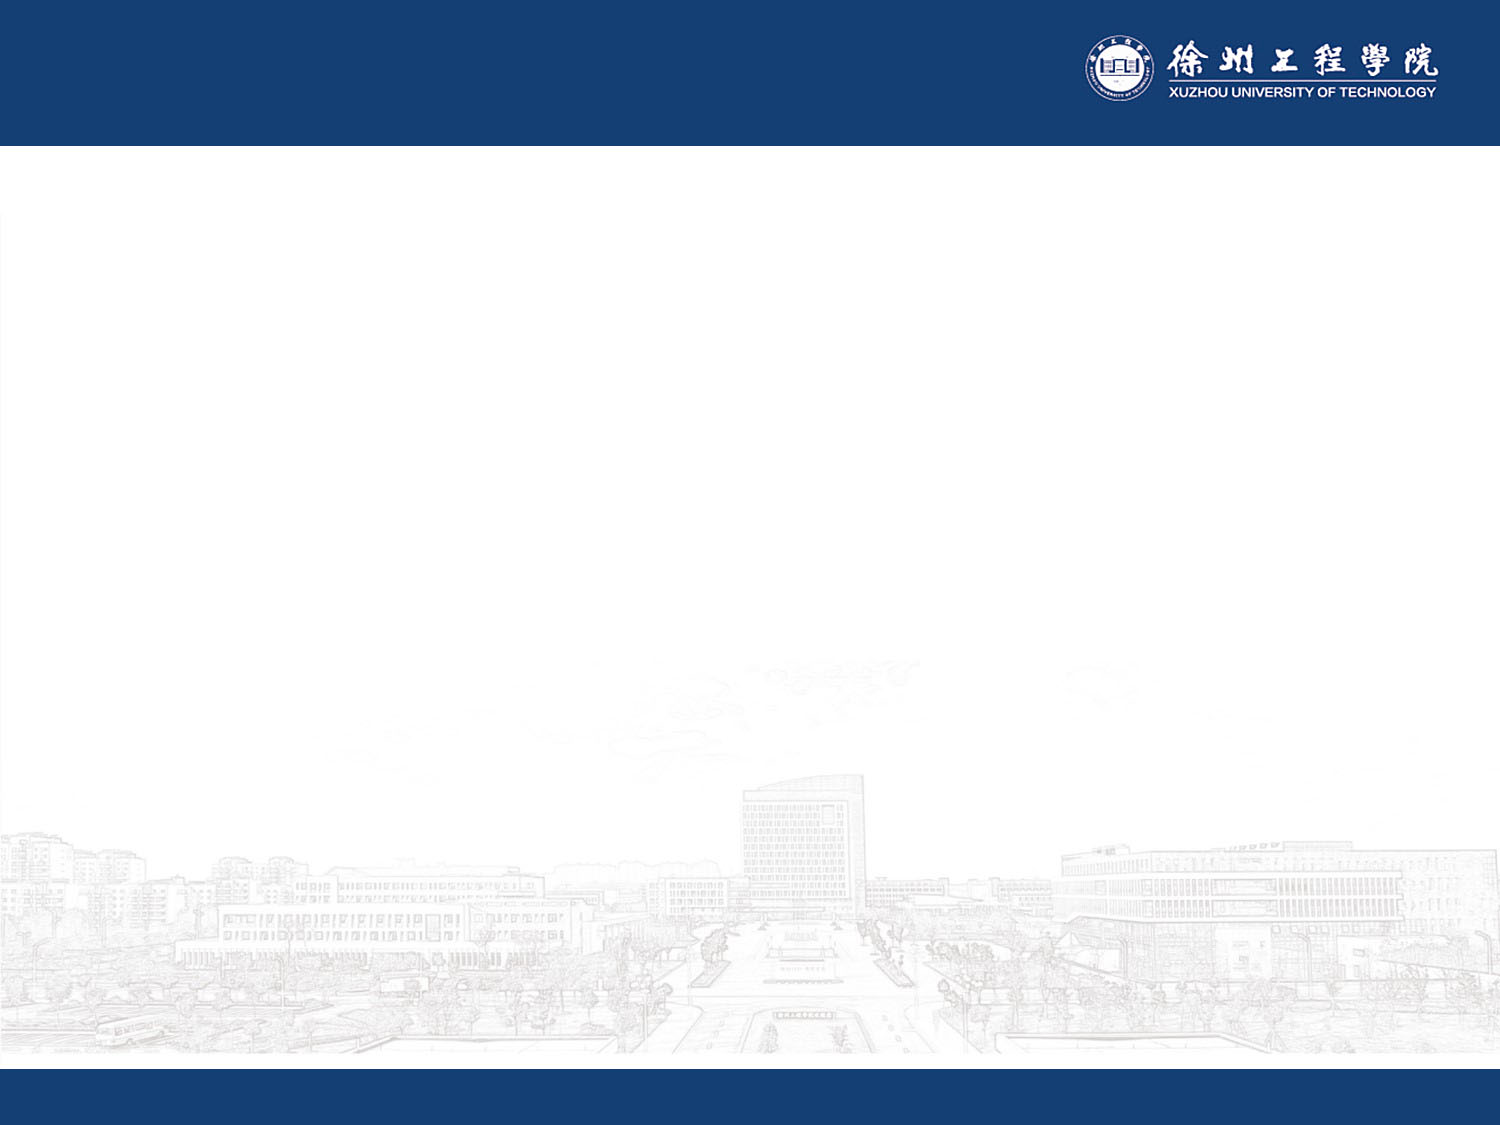 徐州工程學院
XUZHOU UNIVERSITY OF TECHNOLOGY